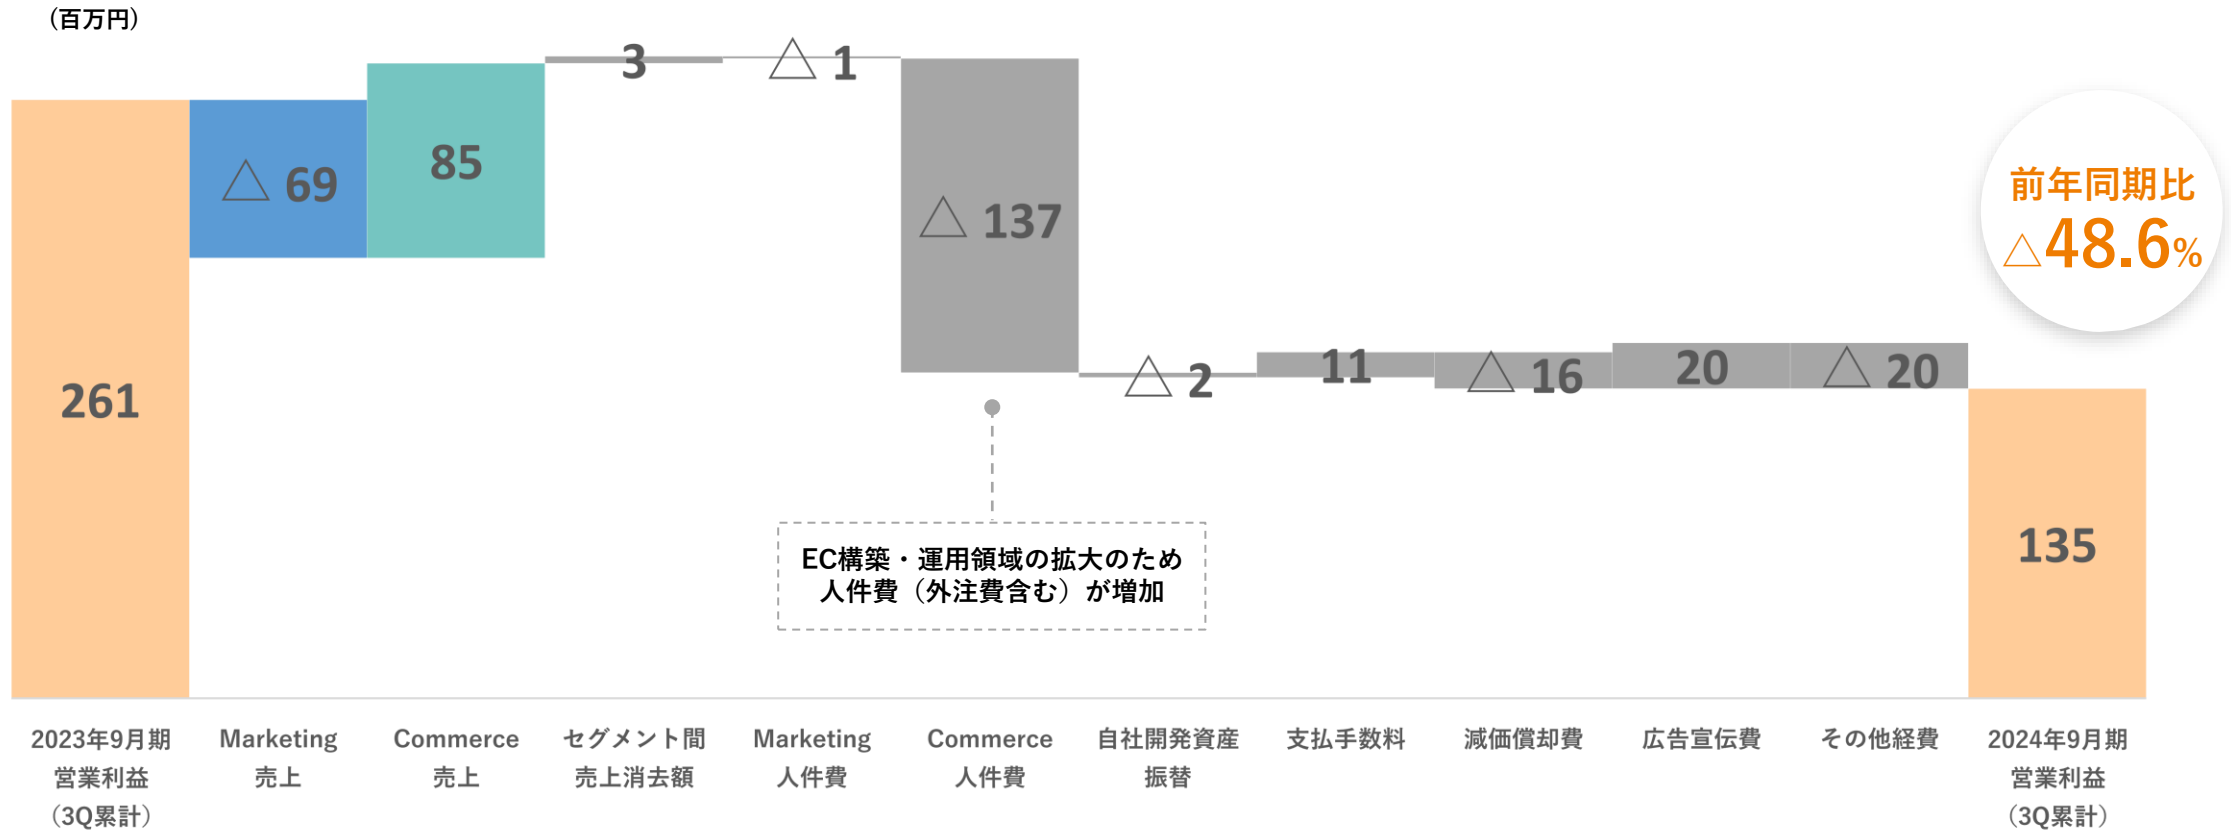 （百万円）
3
△ 1
△ 69
85
△ 137
前年同期比
△48.6%
261
△ 2
11
△ 16
20
△ 20
135
EC構築・運用領域の拡大のため
人件費（外注費含む）が増加
2023年9月期
営業利益
（3Q累計）
Marketing
売上
Commerce
売上
セグメント間
売上消去額
Marketing
人件費
Commerce
人件費
自社開発資産
振替
支払手数料
減価償却費
広告宣伝費
その他経費
2024年9月期
営業利益
（3Q累計）